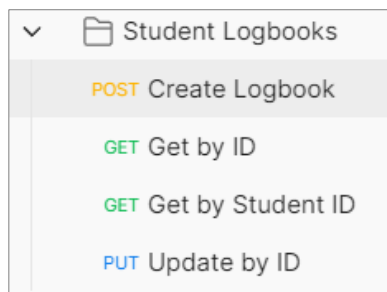 Student Logbooks
POST Create Logbook
GET Get by ID
GET Get by Student ID
PUT Update by ID